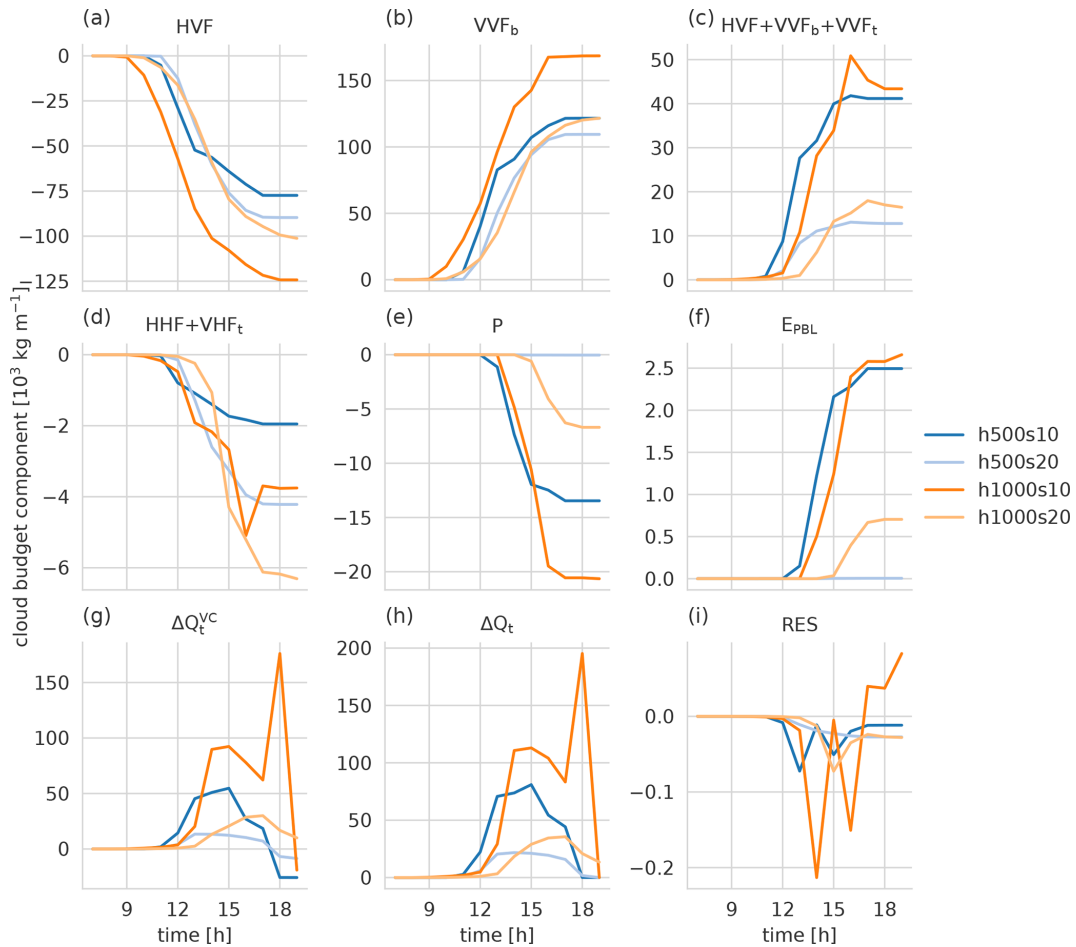 (a) HVF
(b) VVF_b
(c) HVF+VVF_b+VVF_t
0
−25
−50
−75
−100
−125
150
100
50
0
50
40
30
20
10
0
(d) HHF+VHF_t
(e) P
(f) E_PBL
0
−2
−4
−6
0
−5
−10
−15
−20
2.5
2.0
1.5
1.0
0.5
0.0
cloud budget component [10³ kg m⁻¹]
h500s10
h500s20
h1000s10
h1000s20
(g) ΔQ_t^VC
(h) ΔQ_t
(i) RES
150
100
50
0
200
150
100
50
0
0.0
−0.1
−0.2
9 12 15 18
9 12 15 18
9 12 15 18
time [h]
time [h]
time [h]